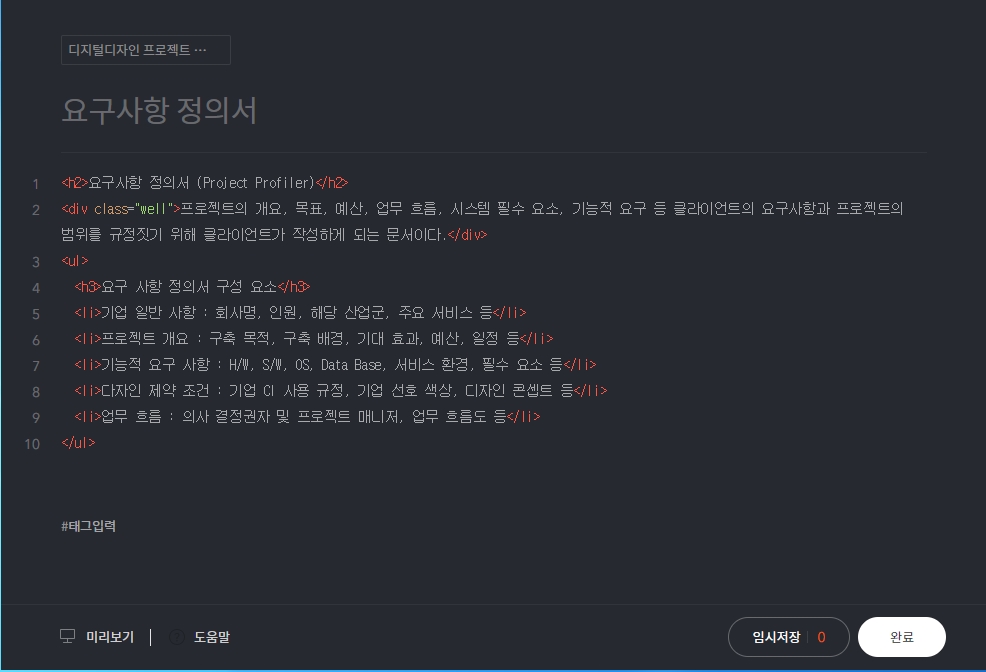 디지털디자인 프로젝트 ···
요구사항 정의서
1 <h2>요구사항 정의서 (Project Profiler)</h2>
2 <div class="well">프로젝트의 개요, 목표, 예산, 업무 흐름, 시스템 필수 요소, 기능적 요구 등 클라이언트의 요구사항과 프로젝트의
범위를 규정짓기 위해 클라이언트가 작성하게 되는 문서이다.</div>
3 <ul>
4 <h3>요구 사항 정의서 구성 요소</h3>
5 <li>기업 일반 사항 : 회사명, 인원, 해당 산업군, 주요 서비스 등</li>
6 <li>프로젝트 개요 : 구축 목적, 구축 배경, 기대 효과, 예산, 일정 등</li>
7 <li>기능적 요구 사항 : H/W, S/W, OS, Data Base, 서비스 환경, 필수 요소 등</li>
8 <li>다자인 제약 조건 : 기업 CI 사용 규정, 기업 선호 색상, 디자인 콘셉트 등</li>
9 <li>업무 흐름 : 의사 결정권자 및 프로젝트 매니저, 업무 흐름도 등</li>
10 </ul>
#태그입력
미리보기 | ? 도움말 임시저장 | 0 완료